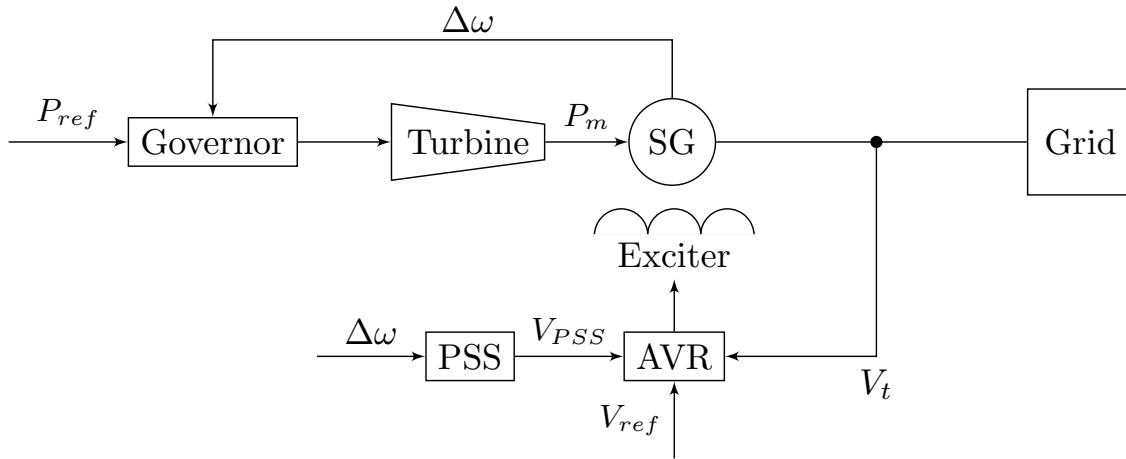 Δω
P_ref
Governor
Turbine
P_m
SG
Grid
Exciter
Δω
PSS
V_PSS
AVR
V_t
V_ref